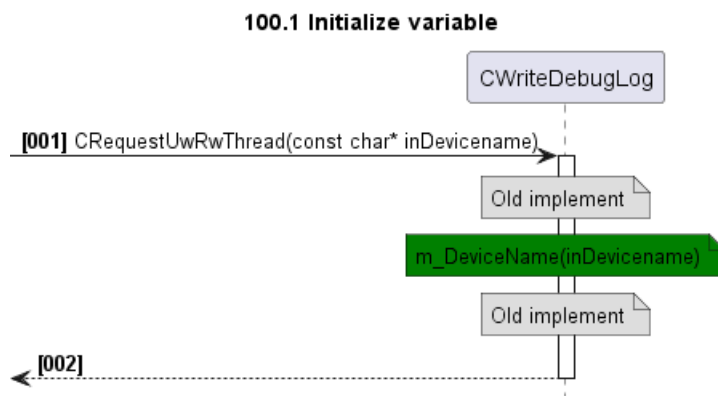 100.1 Initialize variable
CWriteDebugLog
[001] CRequestUwRwThread(const char* inDevicename)
Old implement
m_DeviceName(inDevicename)
Old implement
[002]